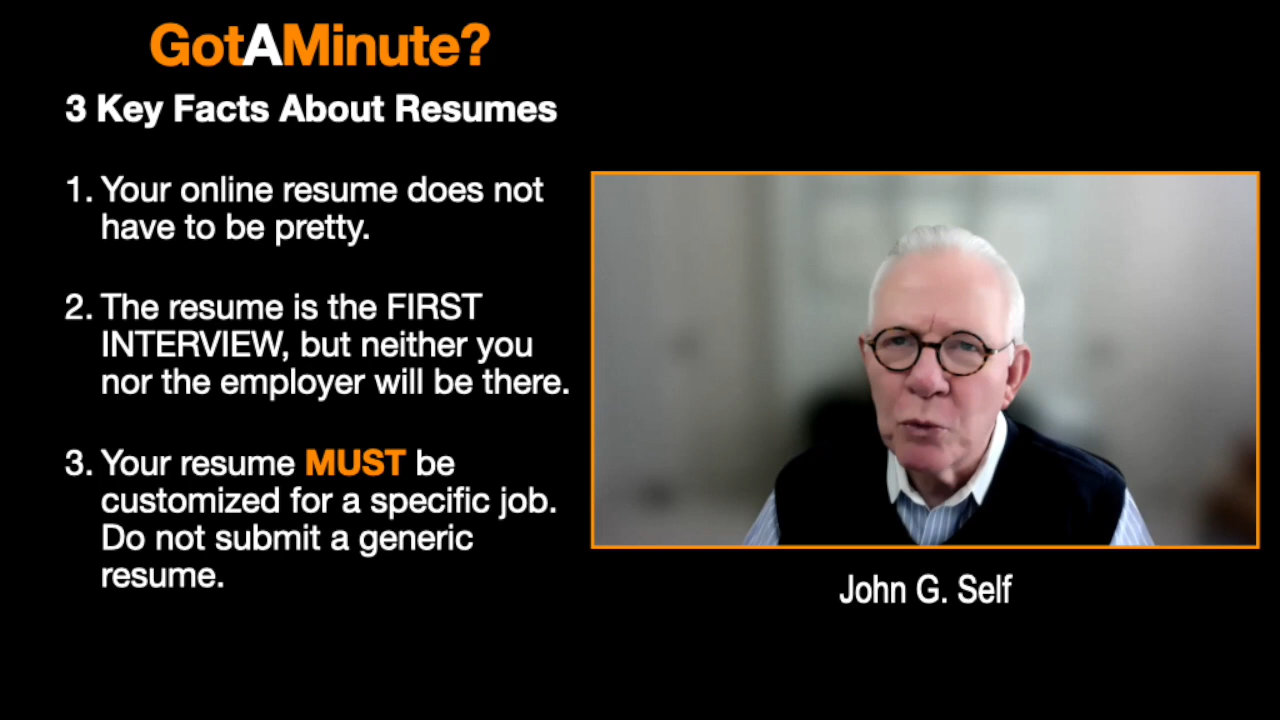 GotAMinute?
3 Key Facts About Resumes
1. Your online resume does not
have to be pretty.
2. The resume is the FIRST
INTERVIEW, but neither you
nor the employer will be there.
3. Your resume MUST be
customized for a specific job.
Do not submit a generic
resume.
John G. Self